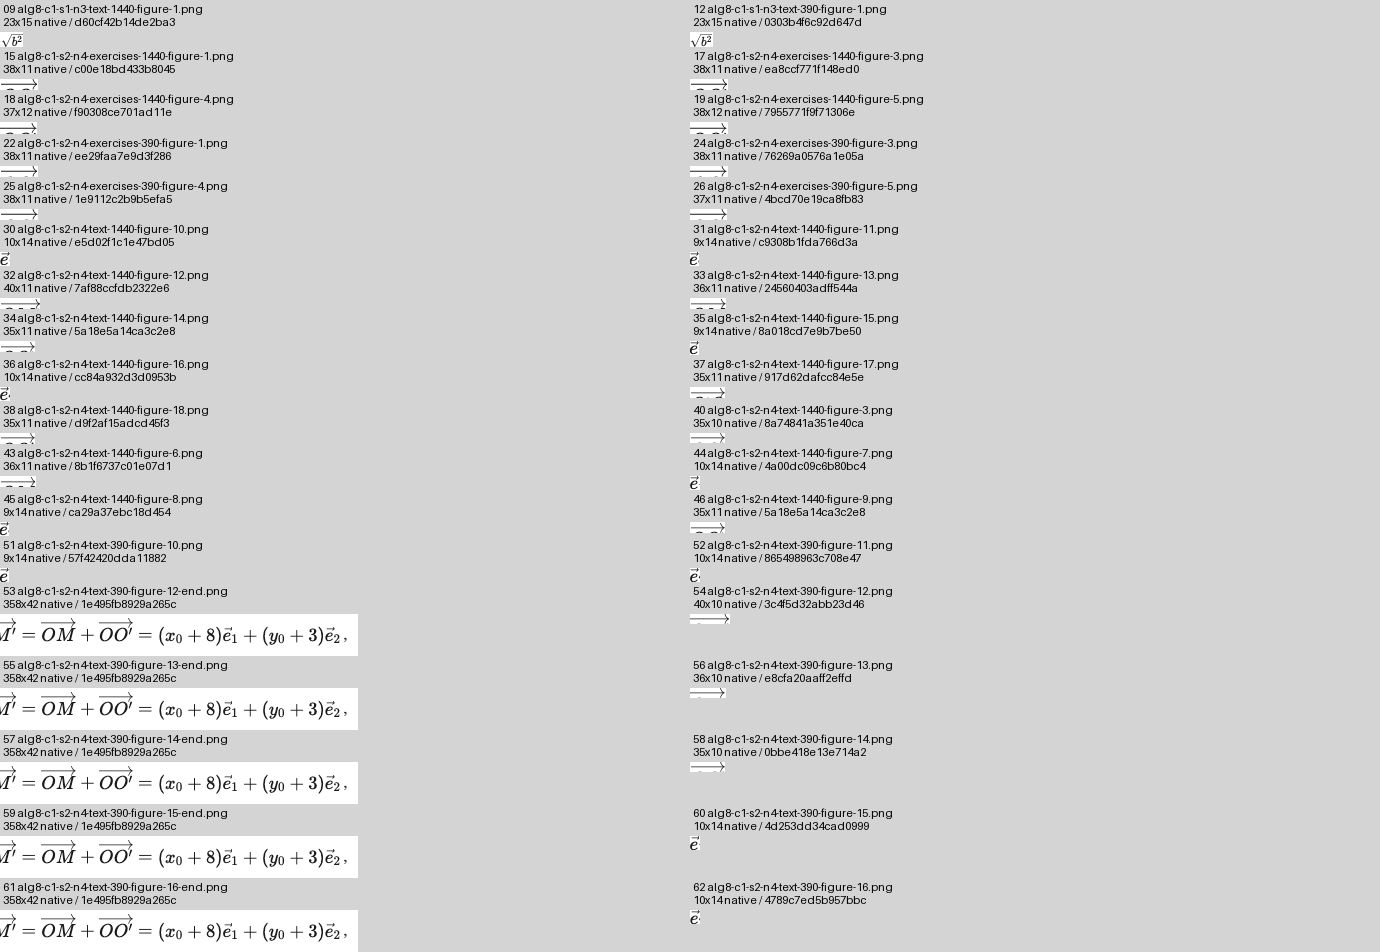 09 alg8-c1-s1-n3-text-1440-figure-1.png
23x15 native / d60cf42b14de2ba3
√b²
12 alg8-c1-s1-n3-text-390-figure-1.png
23x15 native / 0303b4f6c92d647d
√b²
15 alg8-c1-s2-n4-exercises-1440-figure-1.png
38x11 native / c00e18bd433b8045
17 alg8-c1-s2-n4-exercises-1440-figure-3.png
38x11 native / ea8ccf771f148ed0
18 alg8-c1-s2-n4-exercises-1440-figure-4.png
37x12 native / f90308ce701ad11e
19 alg8-c1-s2-n4-exercises-1440-figure-5.png
38x12 native / 7955771f9f71306e
22 alg8-c1-s2-n4-exercises-390-figure-1.png
38x11 native / ee29faa7e9d3f286
24 alg8-c1-s2-n4-exercises-390-figure-3.png
38x11 native / 76269a0576a1e05a
25 alg8-c1-s2-n4-exercises-390-figure-4.png
38x11 native / 1e9112c2b9b5efa5
26 alg8-c1-s2-n4-exercises-390-figure-5.png
37x11 native / 4bcd70e19ca8fb83
30 alg8-c1-s2-n4-text-1440-figure-10.png
10x14 native / e5d02f1c1e47bd05
e⃗
31 alg8-c1-s2-n4-text-1440-figure-11.png
9x14 native / c9308b1fda766d3a
e⃗
32 alg8-c1-s2-n4-text-1440-figure-12.png
40x11 native / 7af88ccfdb2322e6
33 alg8-c1-s2-n4-text-1440-figure-13.png
36x11 native / 24560403adff544a
34 alg8-c1-s2-n4-text-1440-figure-14.png
35x11 native / 5a18e5a14ca3c2e8
35 alg8-c1-s2-n4-text-1440-figure-15.png
9x14 native / 8a018cd7e9b7be50
e⃗
36 alg8-c1-s2-n4-text-1440-figure-16.png
10x14 native / cc84a932d3d0953b
e⃗
37 alg8-c1-s2-n4-text-1440-figure-17.png
35x11 native / 917d62dafcc84e5e
38 alg8-c1-s2-n4-text-1440-figure-18.png
35x11 native / d9f2af15adcd45f3
40 alg8-c1-s2-n4-text-1440-figure-3.png
35x10 native / 8a74841a351e40ca
43 alg8-c1-s2-n4-text-1440-figure-6.png
36x11 native / 8b1f6737c01e07d1
44 alg8-c1-s2-n4-text-1440-figure-7.png
10x14 native / 4a00dc09c6b80bc4
e⃗
45 alg8-c1-s2-n4-text-1440-figure-8.png
9x14 native / ca29a37ebc18d454
e⃗
46 alg8-c1-s2-n4-text-1440-figure-9.png
35x11 native / 5a18e5a14ca3c2e8
51 alg8-c1-s2-n4-text-390-figure-10.png
9x14 native / 57f42420dda11882
e⃗
52 alg8-c1-s2-n4-text-390-figure-11.png
10x14 native / 865498963c708e47
e⃗
53 alg8-c1-s2-n4-text-390-figure-12-end.png
358x42 native / 1e495fb8929a265c
M′ = OM + OO′ = (x₀ + 8)e⃗₁ + (y₀ + 3)e⃗₂ ,
54 alg8-c1-s2-n4-text-390-figure-12.png
40x10 native / 3c4f5d32abb23d46
55 alg8-c1-s2-n4-text-390-figure-13-end.png
358x42 native / 1e495fb8929a265c
M′ = OM + OO′ = (x₀ + 8)e⃗₁ + (y₀ + 3)e⃗₂ ,
56 alg8-c1-s2-n4-text-390-figure-13.png
36x10 native / e8cfa20aaff2effd
57 alg8-c1-s2-n4-text-390-figure-14-end.png
358x42 native / 1e495fb8929a265c
M′ = OM + OO′ = (x₀ + 8)e⃗₁ + (y₀ + 3)e⃗₂ ,
58 alg8-c1-s2-n4-text-390-figure-14.png
35x10 native / 0bbe418e13e714a2
59 alg8-c1-s2-n4-text-390-figure-15-end.png
358x42 native / 1e495fb8929a265c
M′ = OM + OO′ = (x₀ + 8)e⃗₁ + (y₀ + 3)e⃗₂ ,
60 alg8-c1-s2-n4-text-390-figure-15.png
10x14 native / 4d253dd34cad0999
e⃗
61 alg8-c1-s2-n4-text-390-figure-16-end.png
358x42 native / 1e495fb8929a265c
M′ = OM + OO′ = (x₀ + 8)e⃗₁ + (y₀ + 3)e⃗₂ ,
62 alg8-c1-s2-n4-text-390-figure-16.png
10x14 native / 4789c7ed5b957bbc
e⃗